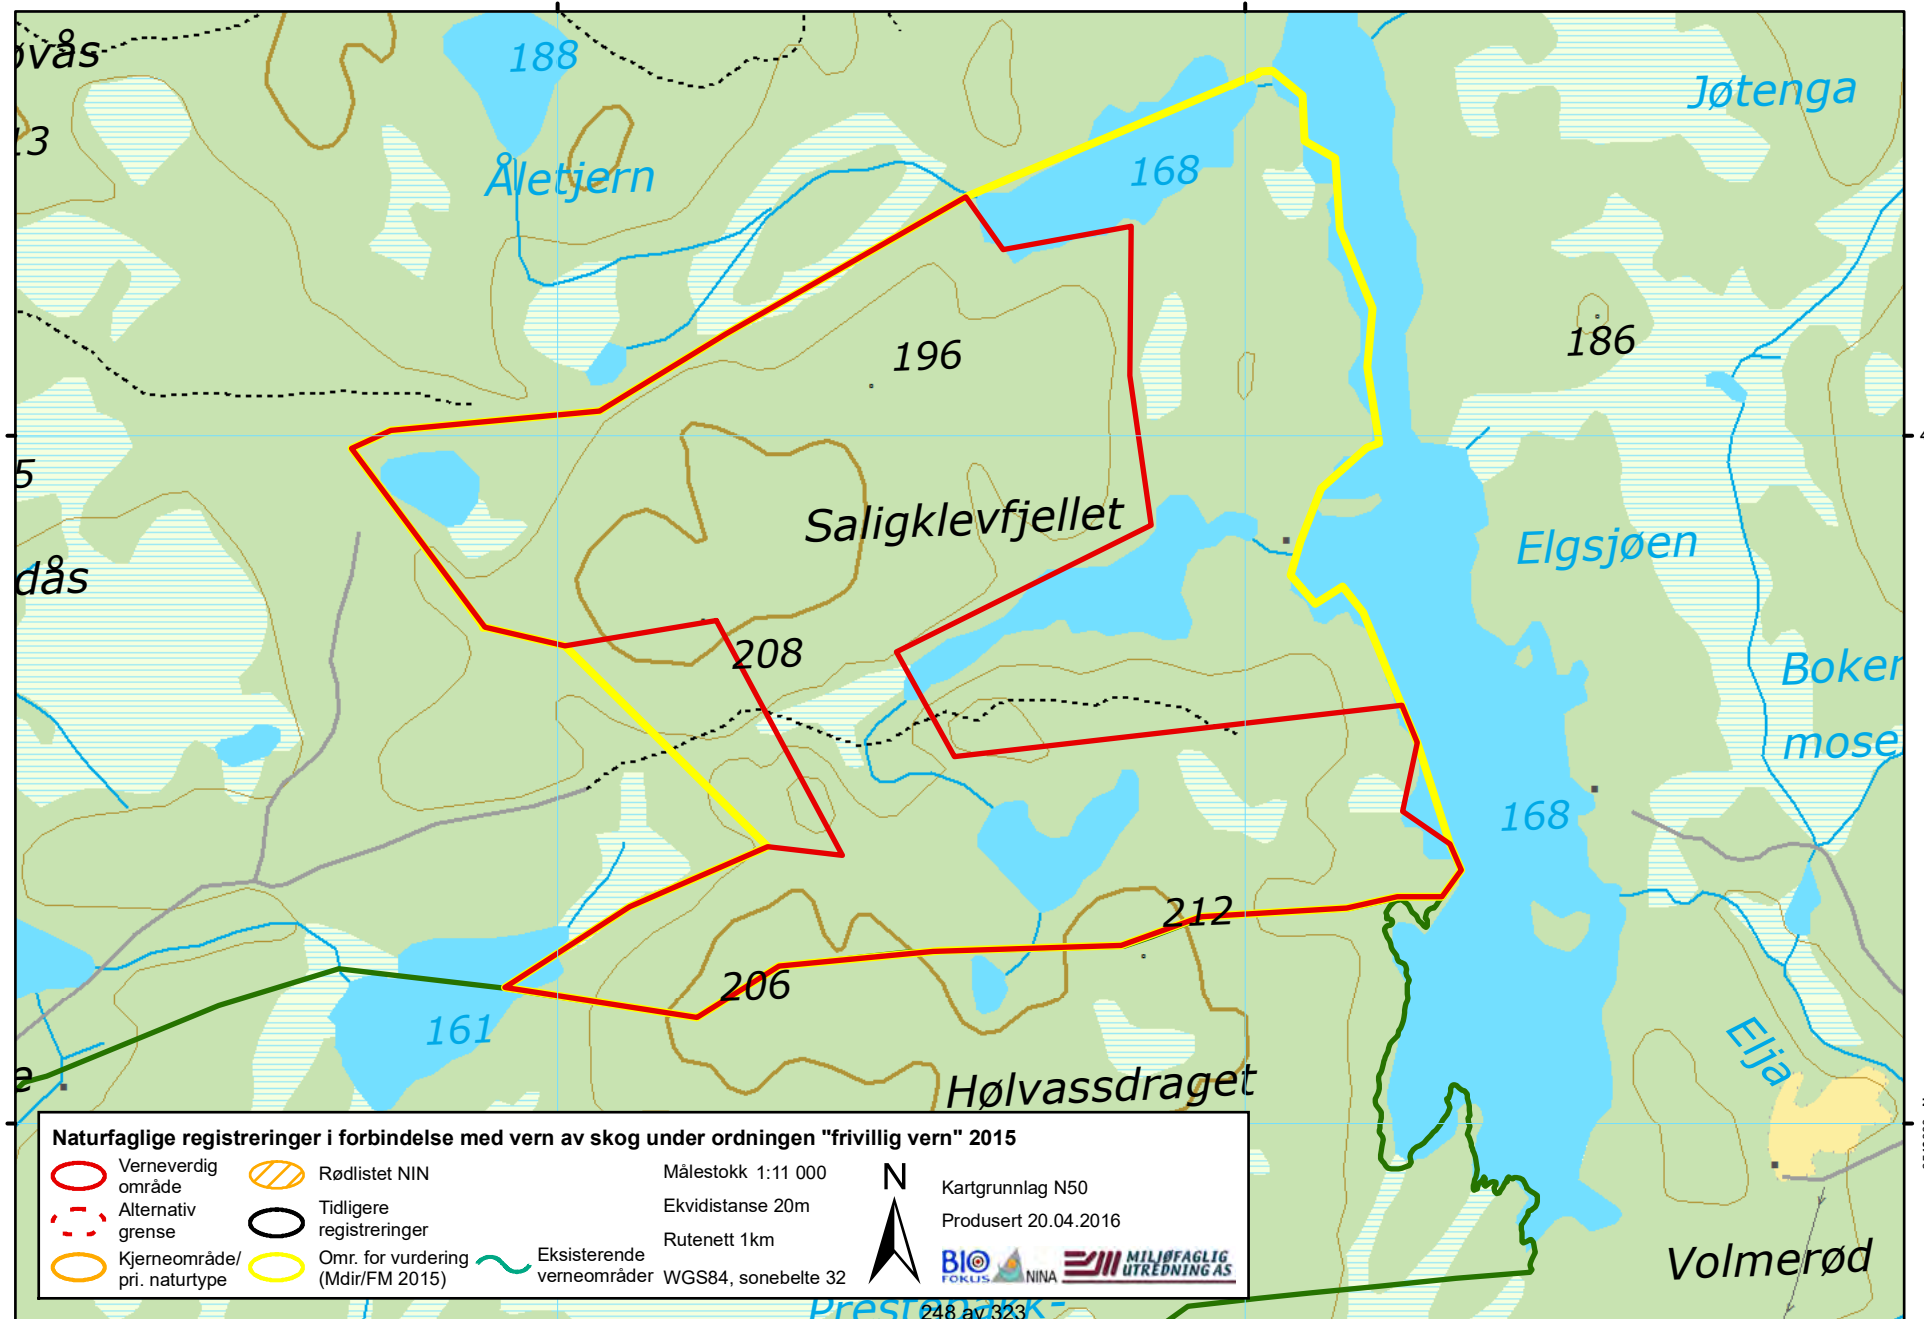 øvås
188
Jøtenga
13
Åletjern
168
196
186
5
Saligklevfjellet
Elgsjøen
dås
208
Boker
mose
168
212
206
161
Elja
e
Hølvassdraget
Volmerød
Naturfaglige registreringer i forbindelse med vern av skog under ordningen "frivillig vern" 2015
Verneverdig
område
Alternativ
grense
Kjerneområde/
pri. naturtype
Rødlistet NIN
Tidligere
registreringer
Omr. for vurdering
(Mdir/FM 2015)
Eksisterende
verneområder
Målestokk 1:11 000
Ekvidistanse 20m
Rutenett 1km
WGS84, sonebelte 32
N
Kartgrunnlag N50
Produsert 20.04.2016
BIO
FOKUS
NINA
MILJØFAGLIG
UTREDNING AS
Prestebakk-
248 av 323